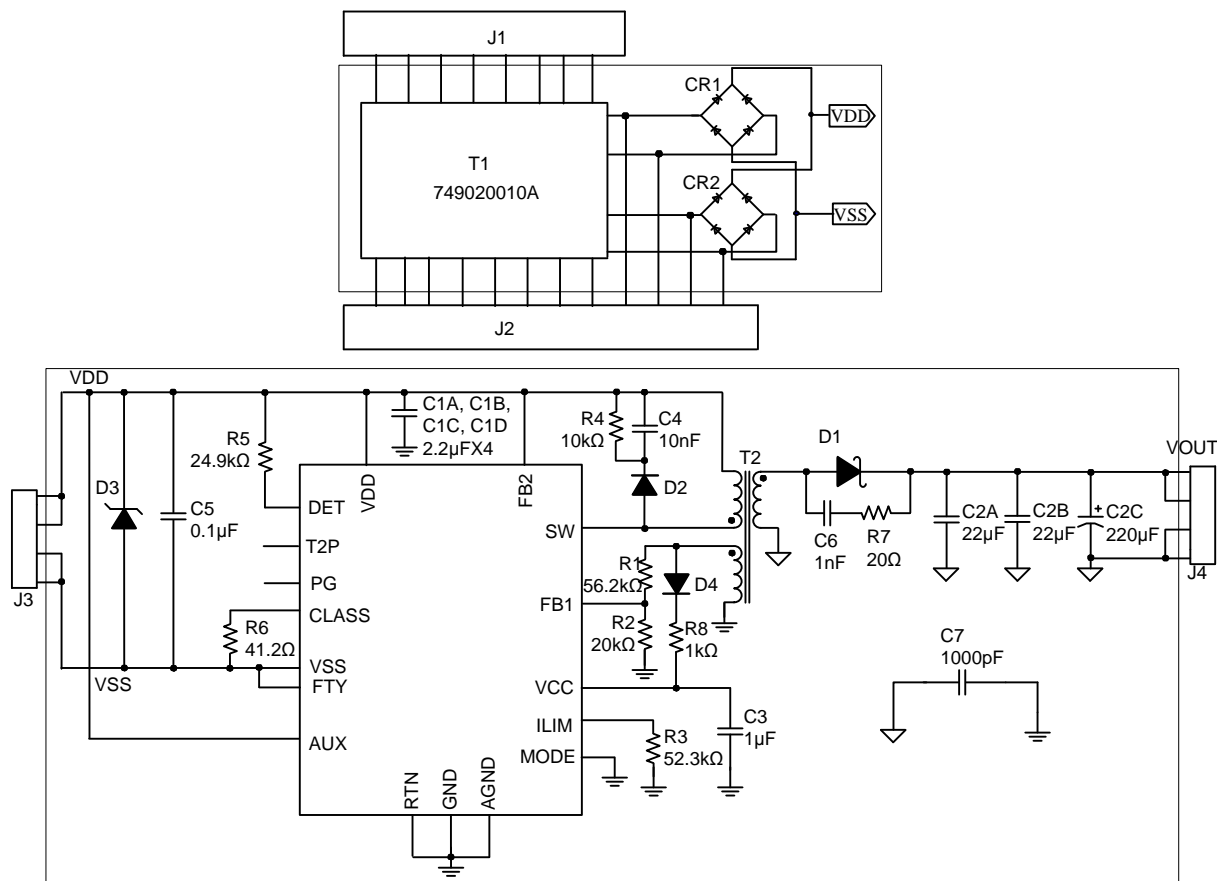 J1
CR1
VDD
T1
749020010A
CR2
VSS
J2
VDD
C1A, C1B,
C1C, C1D
2.2µFX4
R4
10kΩ
C4
10nF
R5
24.9kΩ
D1
VOUT
T2
D3
VDD
FB2
D2
C5
0.1µF
DET
SW
C6
1nF
R7
20Ω
C2A
22µF
C2B
22µF
+
C2C
220µF
T2P
J3
PG
R1
56.2kΩ
D4
J4
FB1
CLASS
R6
41.2Ω
R2
20kΩ
R8
1kΩ
C7
1000pF
VSS
VSS
FTY
VCC
ILIM
C3
1µF
AUX
R3
52.3kΩ
MODE
RTN
GND
AGND